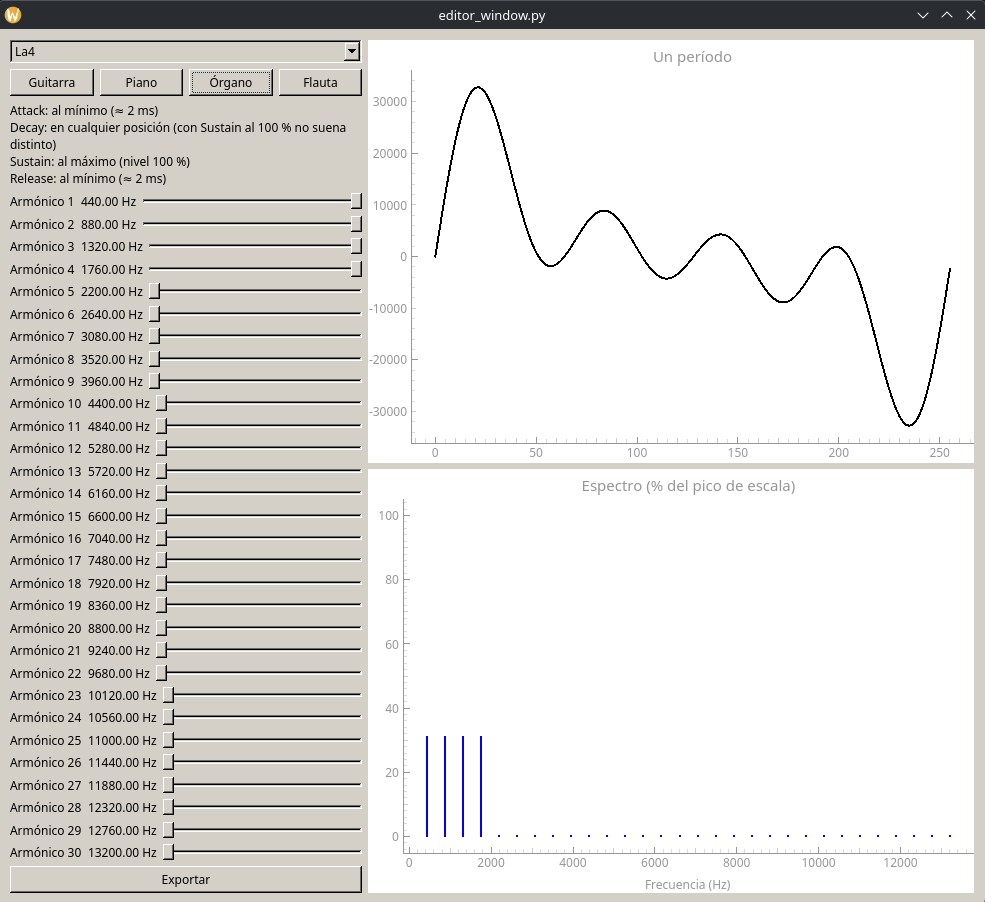 editor_window.py
La4
Guitarra Piano Órgano Flauta
Attack: al mínimo (≈ 2 ms)
Decay: en cualquier posición (con Sustain al 100 % no suena
distinto)
Sustain: al máximo (nivel 100 %)
Release: al mínimo (≈ 2 ms)
Armónico 1 440.00 Hz
Armónico 2 880.00 Hz
Armónico 3 1320.00 Hz
Armónico 4 1760.00 Hz
Armónico 5 2200.00 Hz
Armónico 6 2640.00 Hz
Armónico 7 3080.00 Hz
Armónico 8 3520.00 Hz
Armónico 9 3960.00 Hz
Armónico 10 4400.00 Hz
Armónico 11 4840.00 Hz
Armónico 12 5280.00 Hz
Armónico 13 5720.00 Hz
Armónico 14 6160.00 Hz
Armónico 15 6600.00 Hz
Armónico 16 7040.00 Hz
Armónico 17 7480.00 Hz
Armónico 18 7920.00 Hz
Armónico 19 8360.00 Hz
Armónico 20 8800.00 Hz
Armónico 21 9240.00 Hz
Armónico 22 9680.00 Hz
Armónico 23 10120.00 Hz
Armónico 24 10560.00 Hz
Armónico 25 11000.00 Hz
Armónico 26 11440.00 Hz
Armónico 27 11880.00 Hz
Armónico 28 12320.00 Hz
Armónico 29 12760.00 Hz
Armónico 30 13200.00 Hz
Exportar
Un período
30000
20000
10000
0
-10000
-20000
-30000
0 50 100 150 200 250
Espectro (% del pico de escala)
100
80
60
40
20
0
0 2000 4000 6000 8000 10000 12000
Frecuencia (Hz)